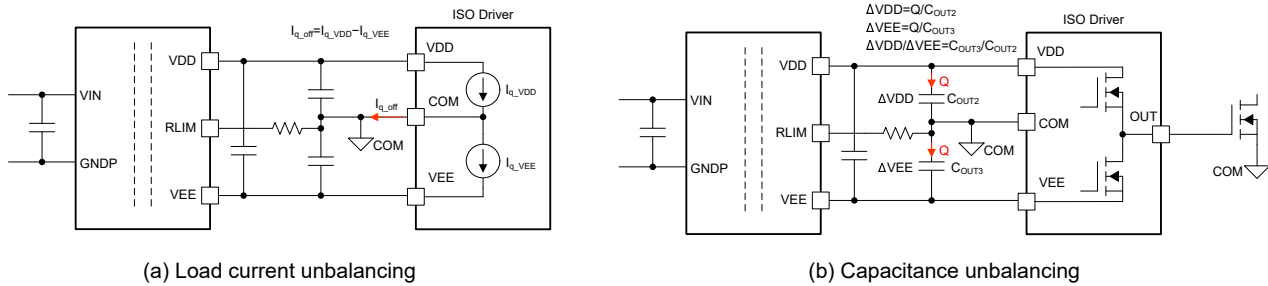 ISO Driver
I_q_off=I_q_VDD−I_q_VEE
VDD
VDD
I_q_VDD
COM
I_q_off
VIN
RLIM
COM
I_q_VEE
GNDP
VEE
VEE
(a) Load current unbalancing
ΔVDD=Q/C_OUT2
ΔVEE=Q/C_OUT3
ΔVDD/ΔVEE=C_OUT3/C_OUT2
ISO Driver
VDD
VDD
Q
VIN
ΔVDD
C_OUT2
COM
OUT
RLIM
COM
Q
GNDP
ΔVEE
C_OUT3
VEE
COM
VEE
(b) Capacitance unbalancing